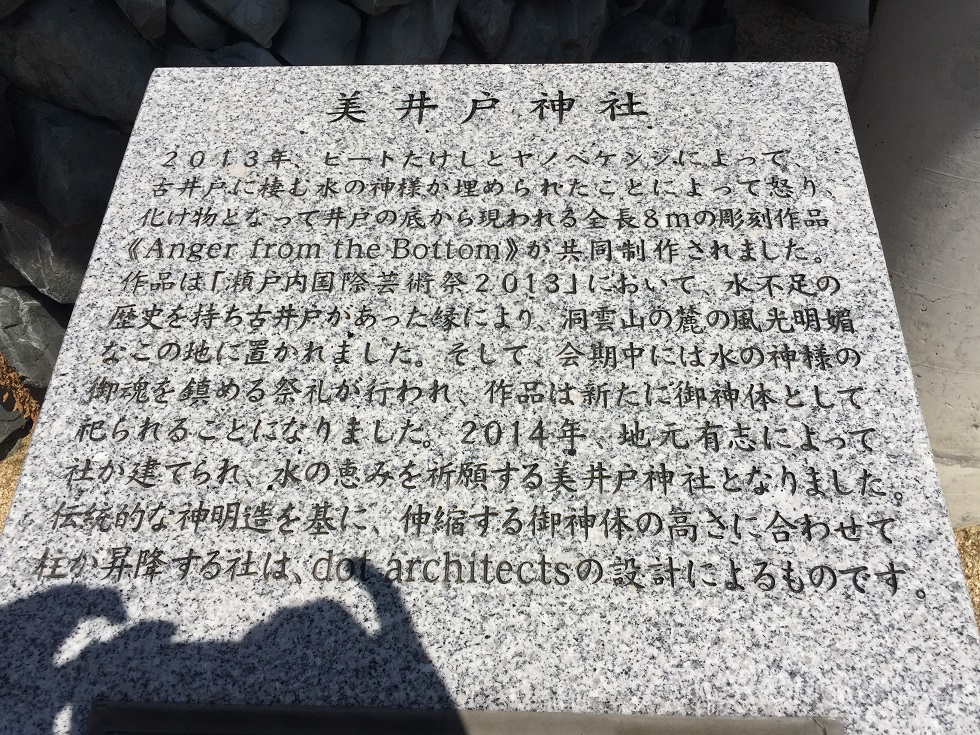 美井戸神社
２０１３年、ビートたけしとヤノベケンジによって、
古井戸に棲む水の神様が埋められたことによって怒り、
化け物となって井戸の底から現われる全長８ｍの彫刻作品
《Anger from the Bottom》が共同制作されました。
作品は「瀬戸内国際芸術祭２０１３」において、水不足の
歴史を持ち古井戸があった縁により、洞雲山の麓の風光明媚
なこの地に置かれました。そして、会期中には水の神様の
御魂を鎮める祭礼が行われ、作品は新たに御神体として
祀られることになりました。２０１４年、地元有志によって
社が建てられ、水の恵みを祈願する美井戸神社となりました。
伝統的な神明造を基に、伸縮する御神体の高さに合わせて
柱が昇降する社は、dot architectsの設計によるものです。